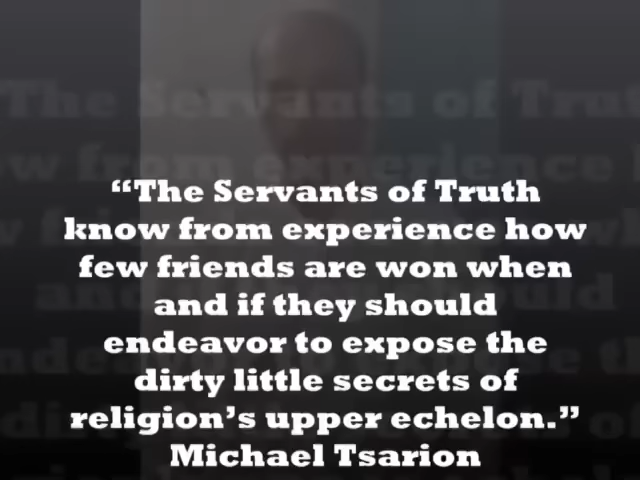 “The Servants of Truth
know from experience how
few friends are won when
and if they should
endeavor to expose the
dirty little secrets of
religion’s upper echelon.”
Michael Tsarion